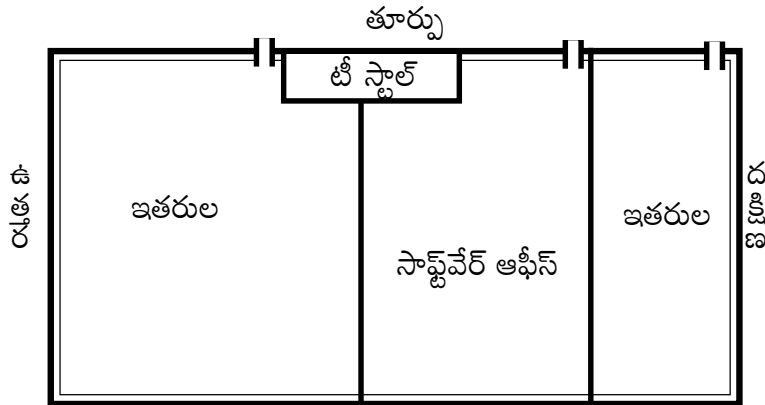 తూర్పు
టీ స్టాల్
ఉత్తర
ఇతరుల
ఇతరుల
దక్షిణ
సాఫ్ట్‌వేర్ ఆఫీస్